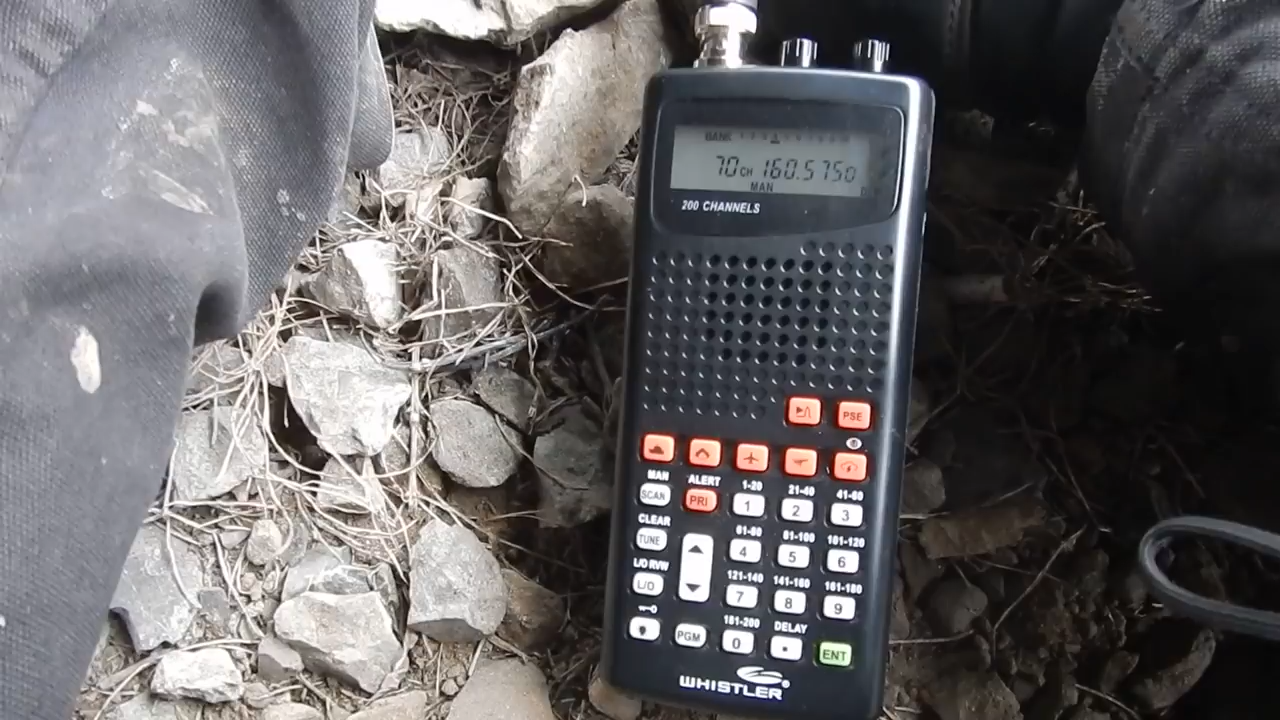 BANK
70CH 160.5750
MAN
200 CHANNELS
PSE
MAN ALERT 1-20 21-40 41-60
SCAN PRI 1 2 3
CLEAR 61-80 81-100 101-120
TUNE 4 5 6
L/O RVW 121-140 141-160 161-180
L/O 7 8 9
181-200 DELAY
PGM 0 . ENT
WHISTLER